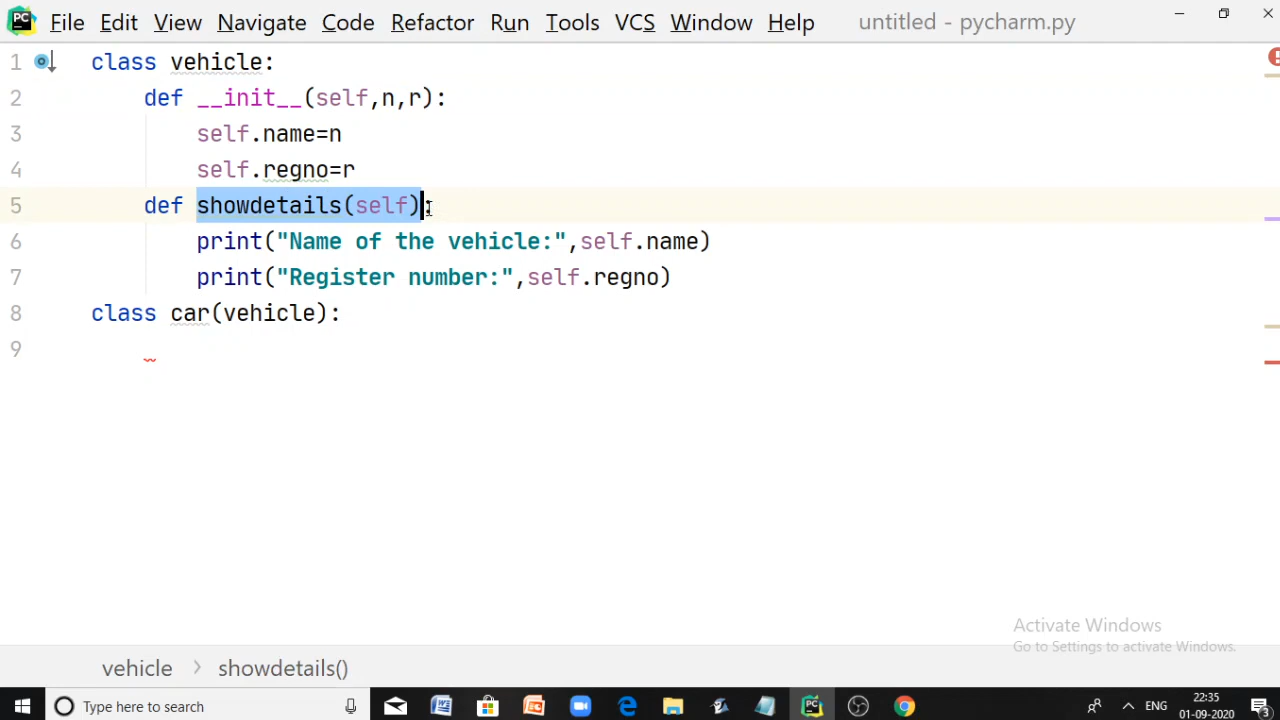 PC File Edit View Navigate Code Refactor Run Tools VCS Window Help untitled - pycharm.py
1 class vehicle:
2 def __init__(self,n,r):
3 self.name=n
4 self.regno=r
5 def showdetails(self):
6 print("Name of the vehicle:",self.name)
7 print("Register number:",self.regno)
8 class car(vehicle):
9
Activate Windows
Go to Settings to activate Windows.
vehicle > showdetails()
Type here to search
ENG
22:35
01-09-2020
3